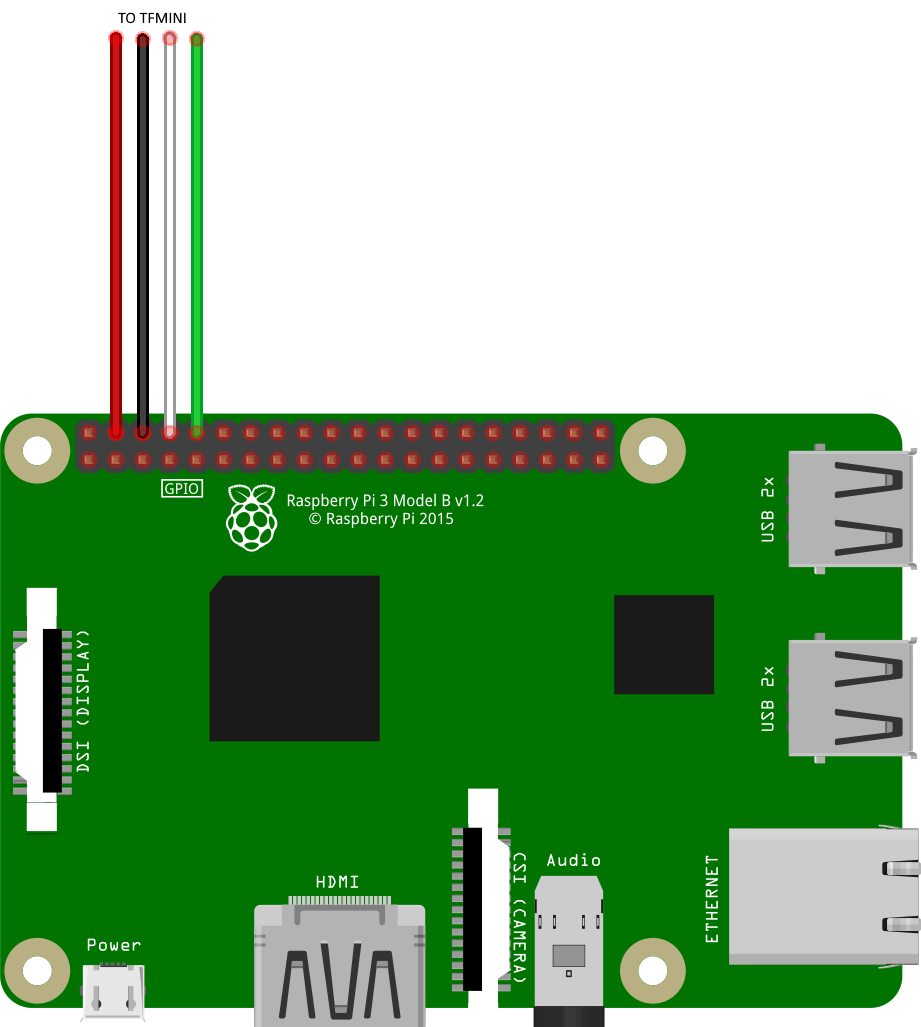 TO TFMINI
GPIO
Raspberry Pi 3 Model B v1.2
© Raspberry Pi 2015
USB 2x
DSI (DISPLAY)
USB 2x
CSI (CAMERA)
Audio
ETHERNET
HDMI
Power